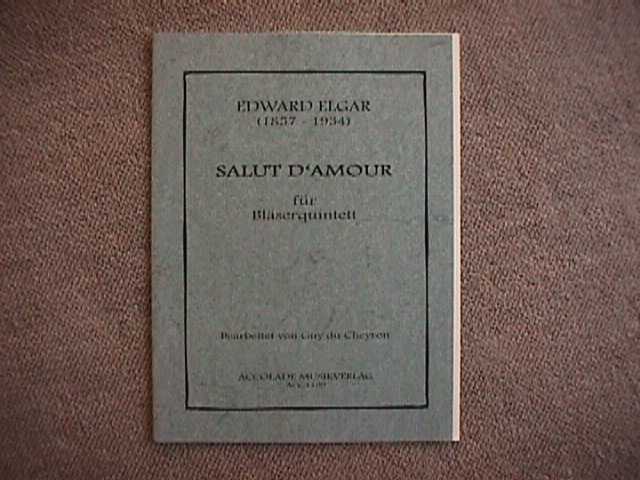 EDWARD ELGAR
(1857 - 1934)
SALUT D'AMOUR
für
Bläserquintett
Bearbeitet von Guy du Cheyron
ACCOLADE MUSIKVERLAG